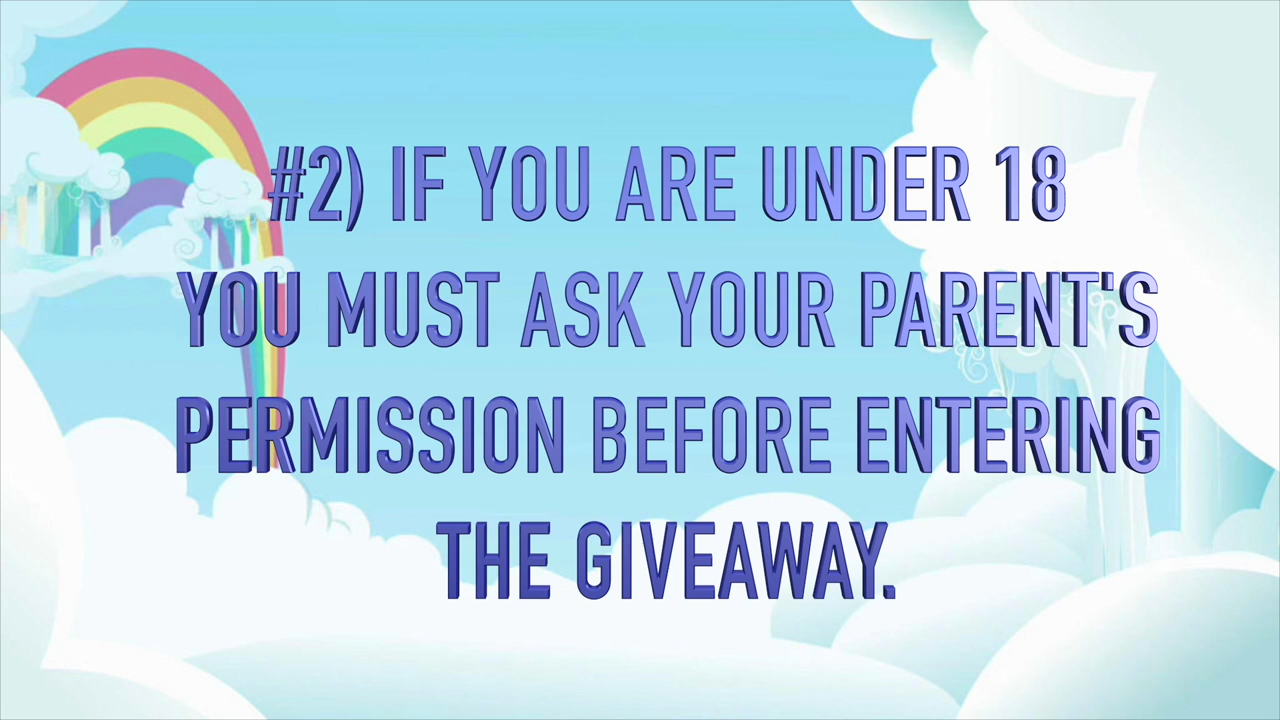 #2) IF YOU ARE UNDER 18
YOU MUST ASK YOUR PARENT'S
PERMISSION BEFORE ENTERING
THE GIVEAWAY.